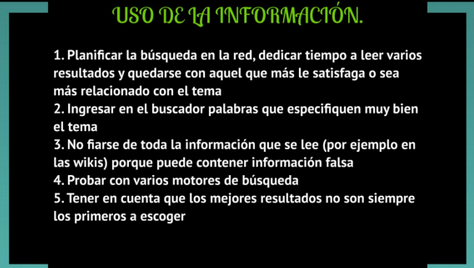 USO DE LA INFORMACIÓN.
1. Planificar la búsqueda en la red, dedicar tiempo a leer varios
resultados y quedarse con aquel que más le satisfaga o sea
más relacionado con el tema
2. Ingresar en el buscador palabras que especifiquen muy bien
el tema
3. No fiarse de toda la información que se lee (por ejemplo en
las wikis) porque puede contener información falsa
4. Probar con varios motores de búsqueda
5. Tener en cuenta que los mejores resultados no son siempre
los primeros a escoger